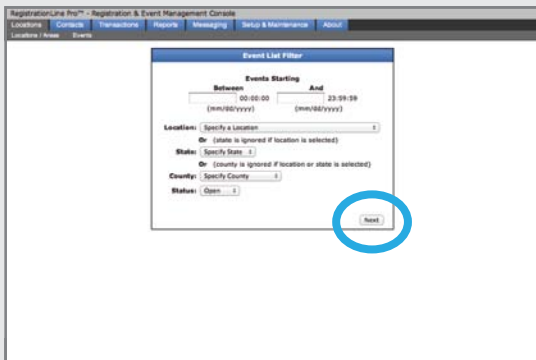 RegistrationLine Pro™ - Registration & Event Management Console
Locations Contacts Transactions Reports Messaging Setup & Maintenance About
Locations / Areas Events
Event List Filter
Events Starting
Between And
00:00:00 23:59:59
(mm/dd/yyyy) (mm/dd/yyyy)
Location: Specify a Location
Or (state is ignored if location is selected)
State: Specify State
Or (county is ignored if location or state is selected)
County: Specify County
Status: Open
Next